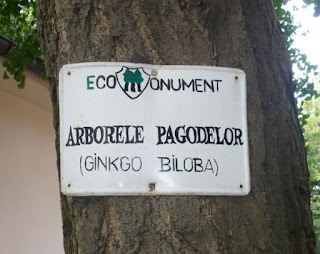 ECOMONUMENT
ARBORELE PAGODELOR
(GINKGO BILOBA)